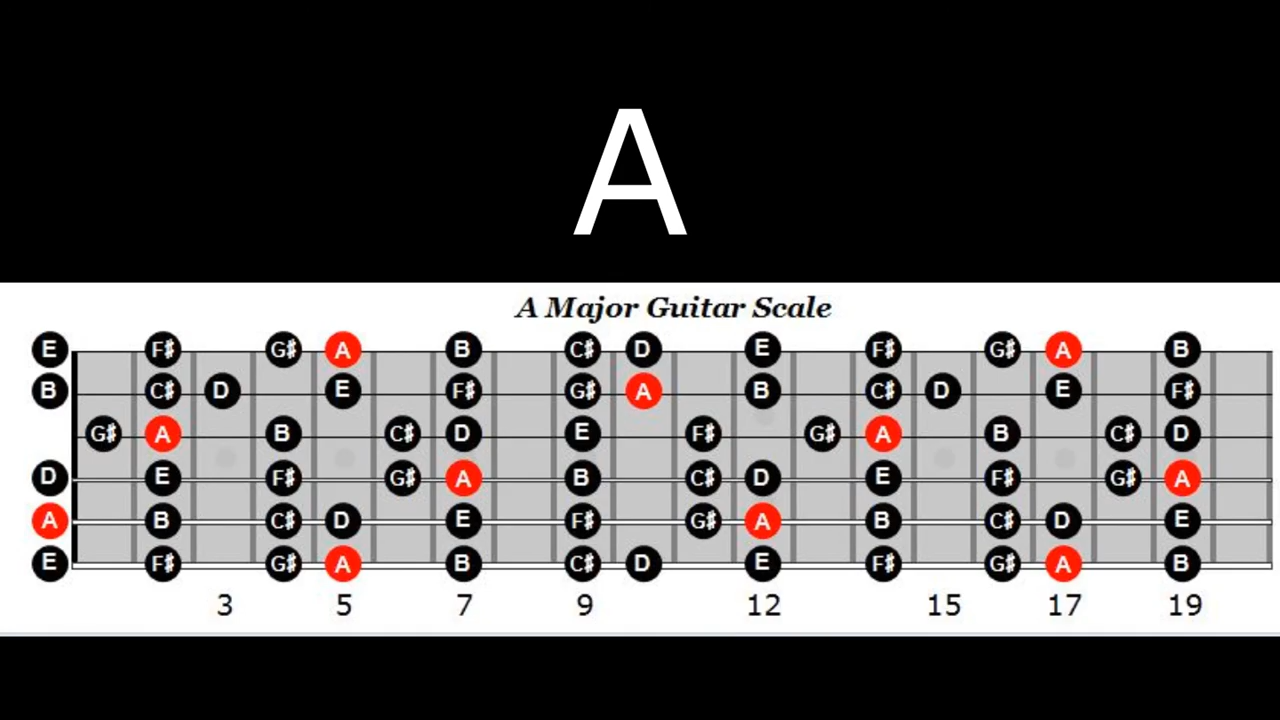 A
A Major Guitar Scale
E F♯ G♯ A B C♯ D E F♯ G♯ A B
B C♯ D E F♯ G♯ A B C♯ D E F♯
G♯ A B C♯ D E F♯ G♯ A B C♯ D
D E F♯ G♯ A B C♯ D E F♯ G♯ A
A B C♯ D E F♯ G♯ A B C♯ D E
E F♯ G♯ A B C♯ D E F♯ G♯ A B
3 5 7 9 12 15 17 19